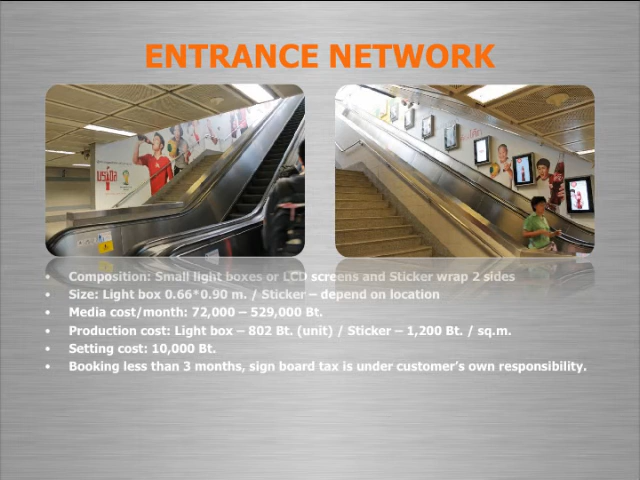 ENTRANCE NETWORK
• Composition: Small light boxes or LCD screens and Sticker wrap 2 sides
• Size: Light box 0.66*0.90 m. / Sticker – depend on location
• Media cost/month: 72,000 – 529,000 Bt.
• Production cost: Light box – 802 Bt. (unit) / Sticker – 1,200 Bt. / sq.m.
• Setting cost: 10,000 Bt.
• Booking less than 3 months, sign board tax is under customer’s own responsibility.